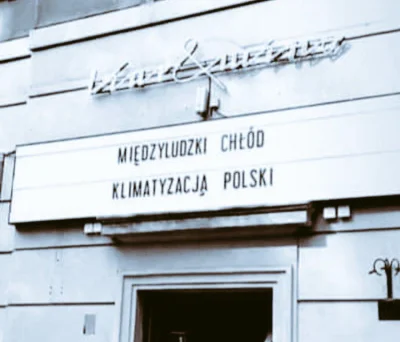 MIĘDZYLUDZKI CHŁÓD
KLIMATYZACJĄ POLSKI